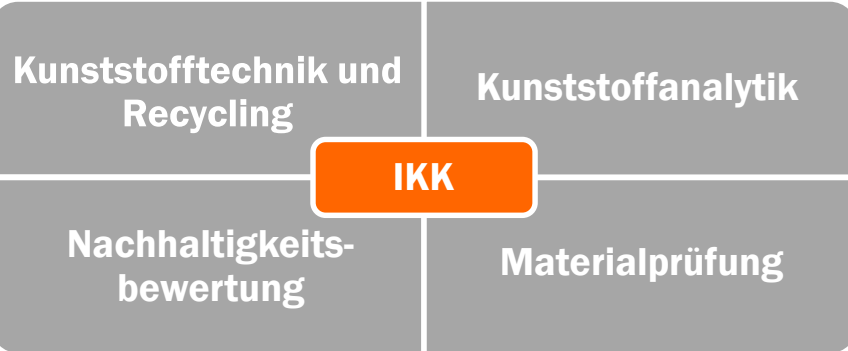 Kunststofftechnik und
Recycling
Kunststoffanalytik
IKK
Nachhaltigkeits-
bewertung
Materialprüfung